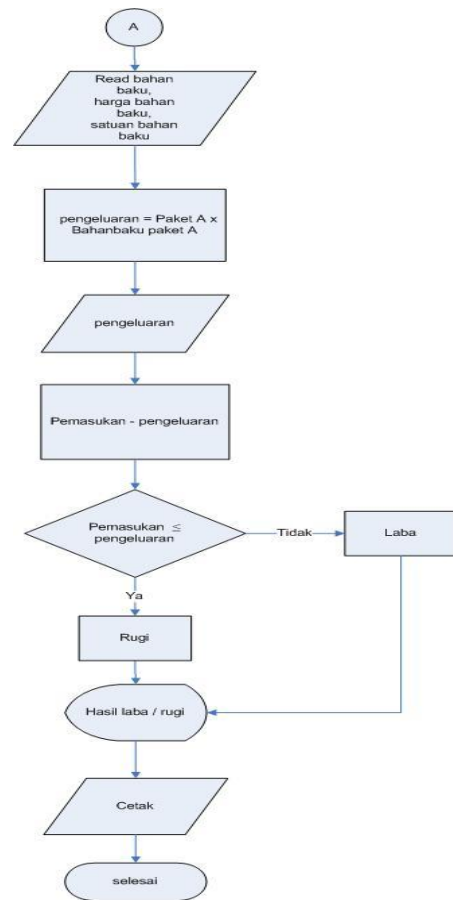 A
Read bahan
baku,
harga bahan
baku,
satuan bahan
baku
pengeluaran = Paket A x
Bahanbaku paket A
pengeluaran
Pemasukan - pengeluaran
Pemasukan ≤
pengeluaran
Tidak
Laba
Ya
Rugi
Hasil laba / rugi
Cetak
selesai